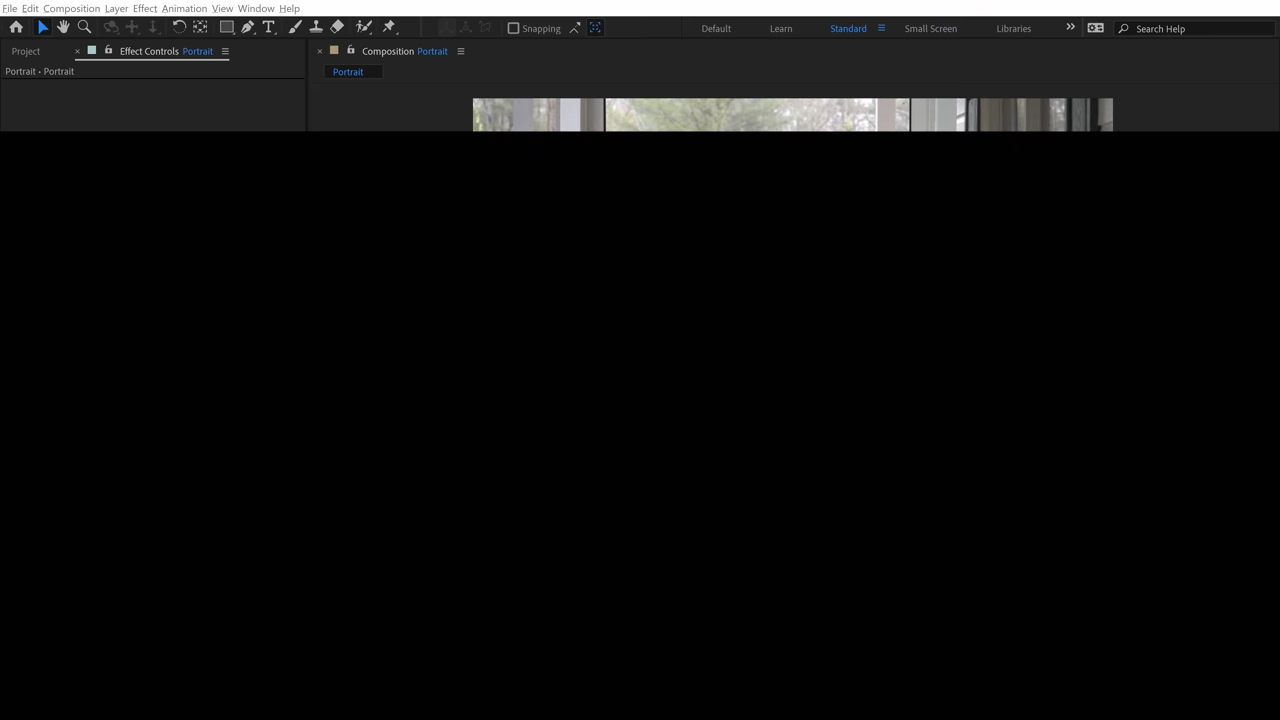 File Edit Composition Layer Effect Animation View Window Help
Snapping Default Learn Standard Small Screen Libraries Search Help
Project Effect Controls Portrait Composition Portrait
Portrait • Portrait Portrait